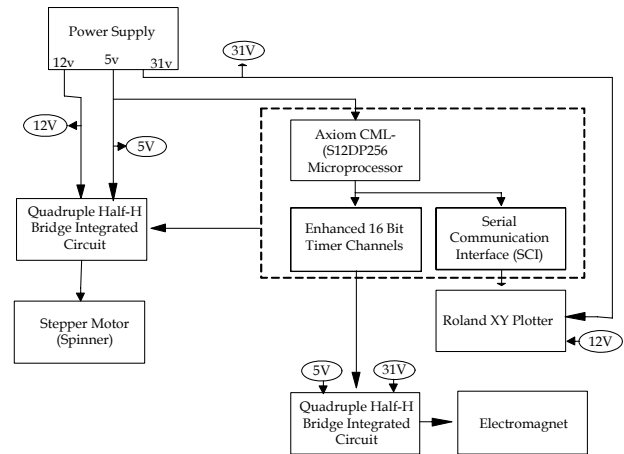 Power Supply
12v 5v 31v
31V
12V
5V
Axiom CML-
(S12DP256
Microprocessor
Quadruple Half-H
Bridge Integrated
Circuit
Enhanced 16 Bit
Timer Channels
Serial
Communication
Interface (SCI)
Stepper Motor
(Spinner)
Roland XY Plotter
12V
5V
31V
Quadruple Half-H
Bridge Integrated
Circuit
Electromagnet